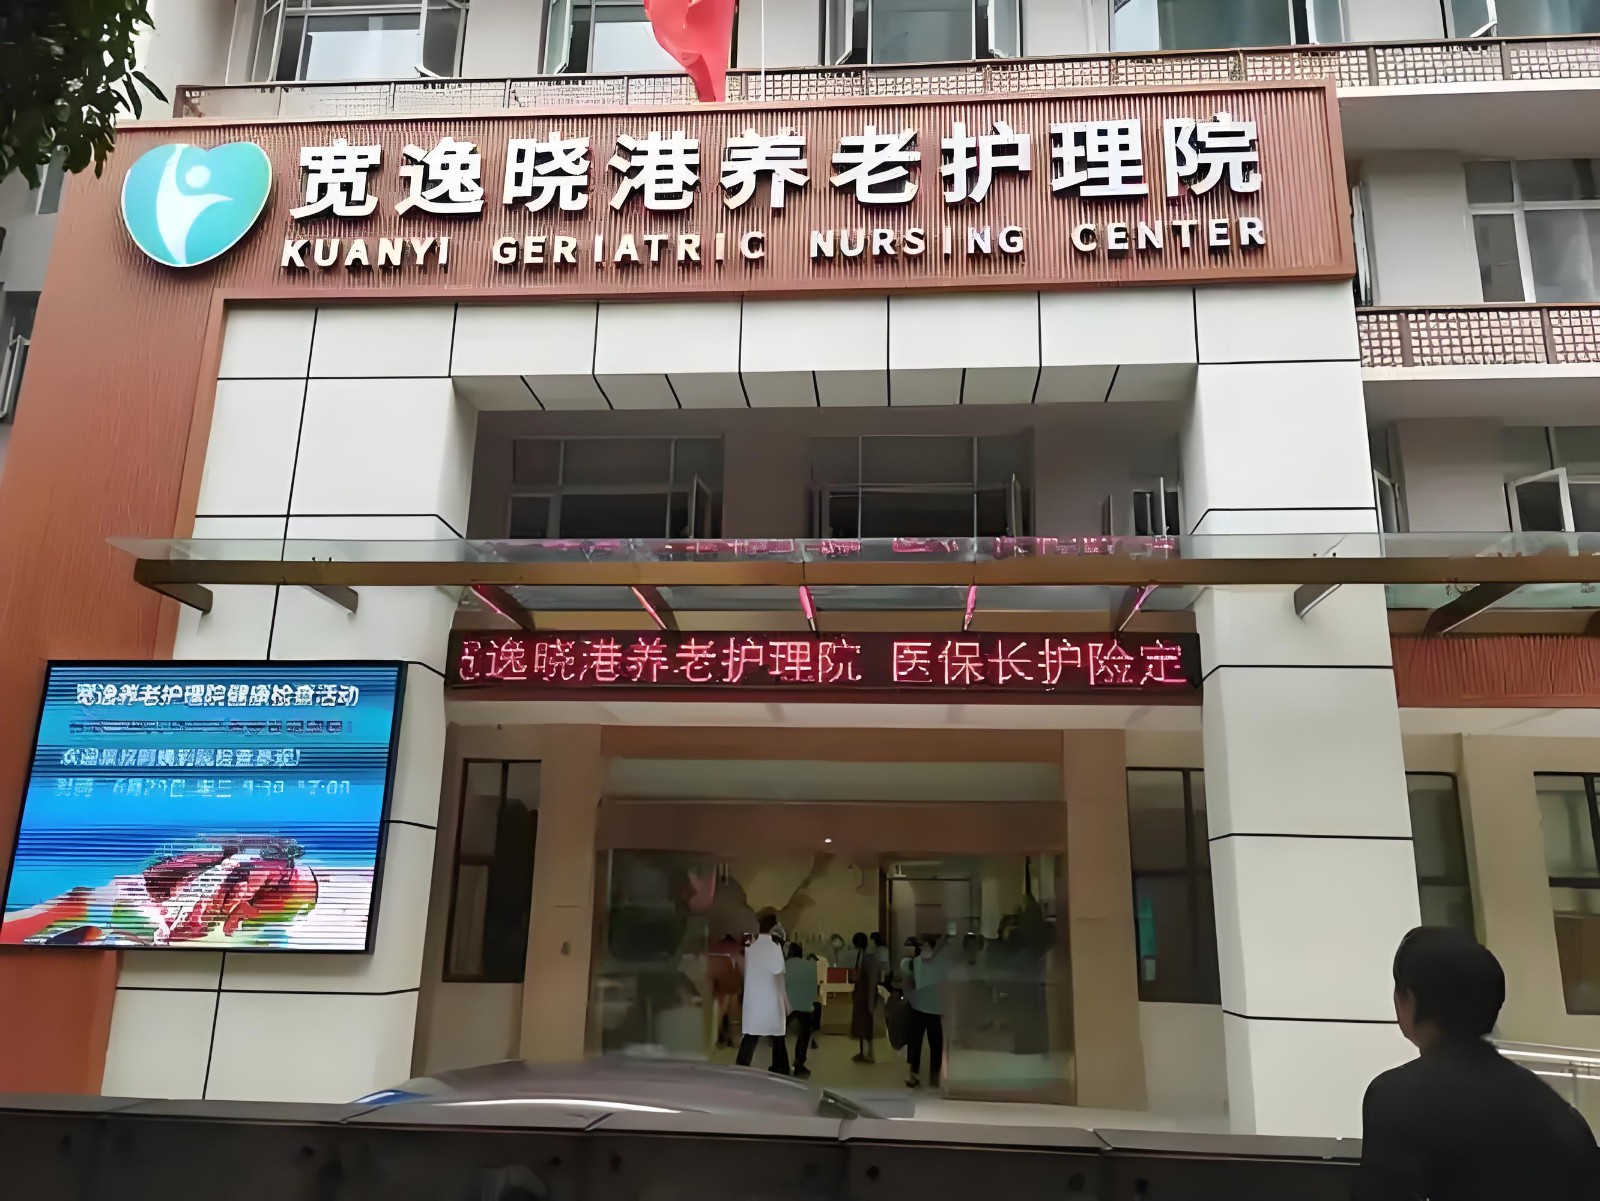 宽逸晓港养老护理院
KUANYI GERIATRIC NURSING CENTER
逸晓港养老护理院 医保长护险定
宽逸养老护理院健康检查活动